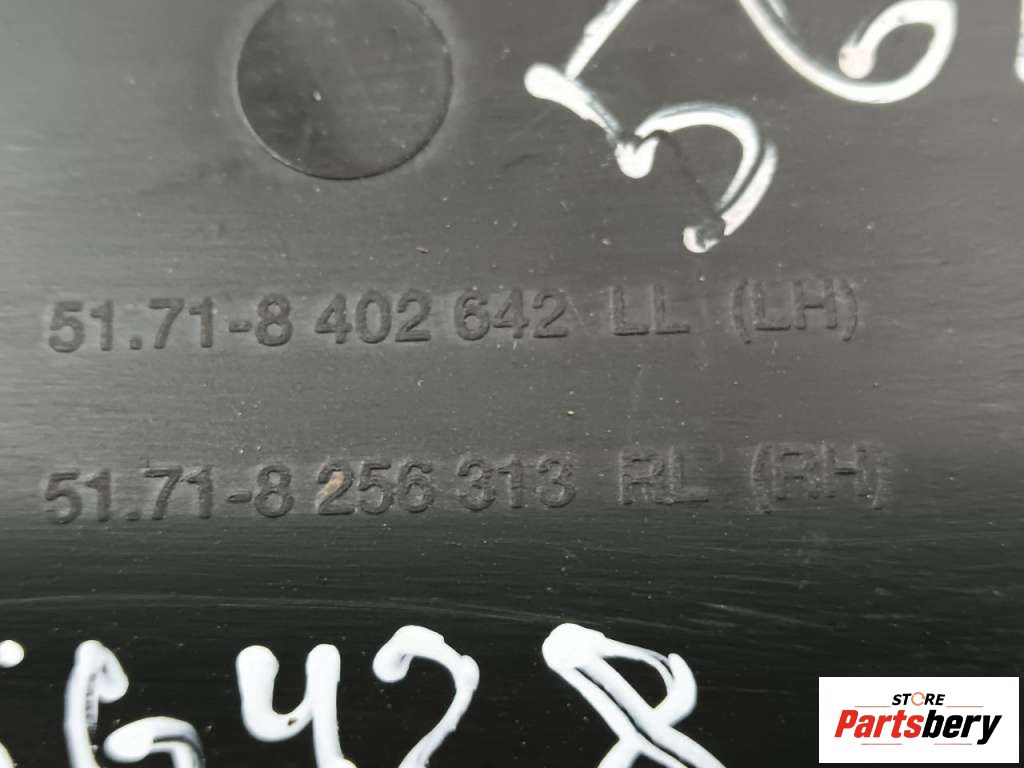 51.71-8 402 642 LL (LH)
51.71-8 256 313 RL (RH)
STORE
Partsbery